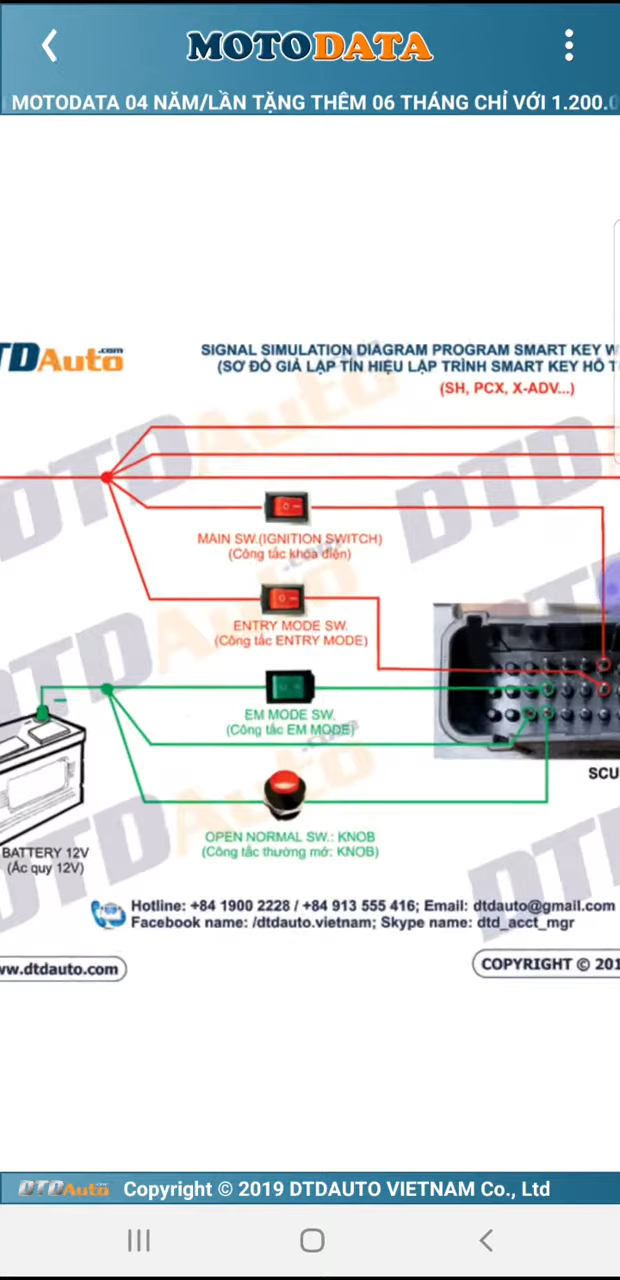 MOTODATA
MOTODATA 04 NĂM/LẦN TẶNG THÊM 06 THÁNG CHỈ VỚI 1.200.0
TDAuto.com
SIGNAL SIMULATION DIAGRAM PROGRAM SMART KEY W
(SƠ ĐỒ GIẢ LẬP TÍN HIỆU LẬP TRÌNH SMART KEY HỖ T
(SH, PCX, X-ADV...)
MAIN SW.(IGNITION SWITCH)
(Công tắc khóa điện)
ENTRY MODE SW.
(Công tắc ENTRY MODE)
EM MODE SW.
(Công tắc EM MODE)
SCU
OPEN NORMAL SW.: KNOB
(Công tắc thường mở: KNOB)
BATTERY 12V
(Ắc quy 12V)
Hotline: +84 1900 2228 / +84 913 555 416; Email: dtdauto@gmail.com
Facebook name: /dtdauto.vietnam; Skype name: dtd_acct_mgr
ww.dtdauto.com
COPYRIGHT © 201
DTDAuto Copyright © 2019 DTDAUTO VIETNAM Co., Ltd